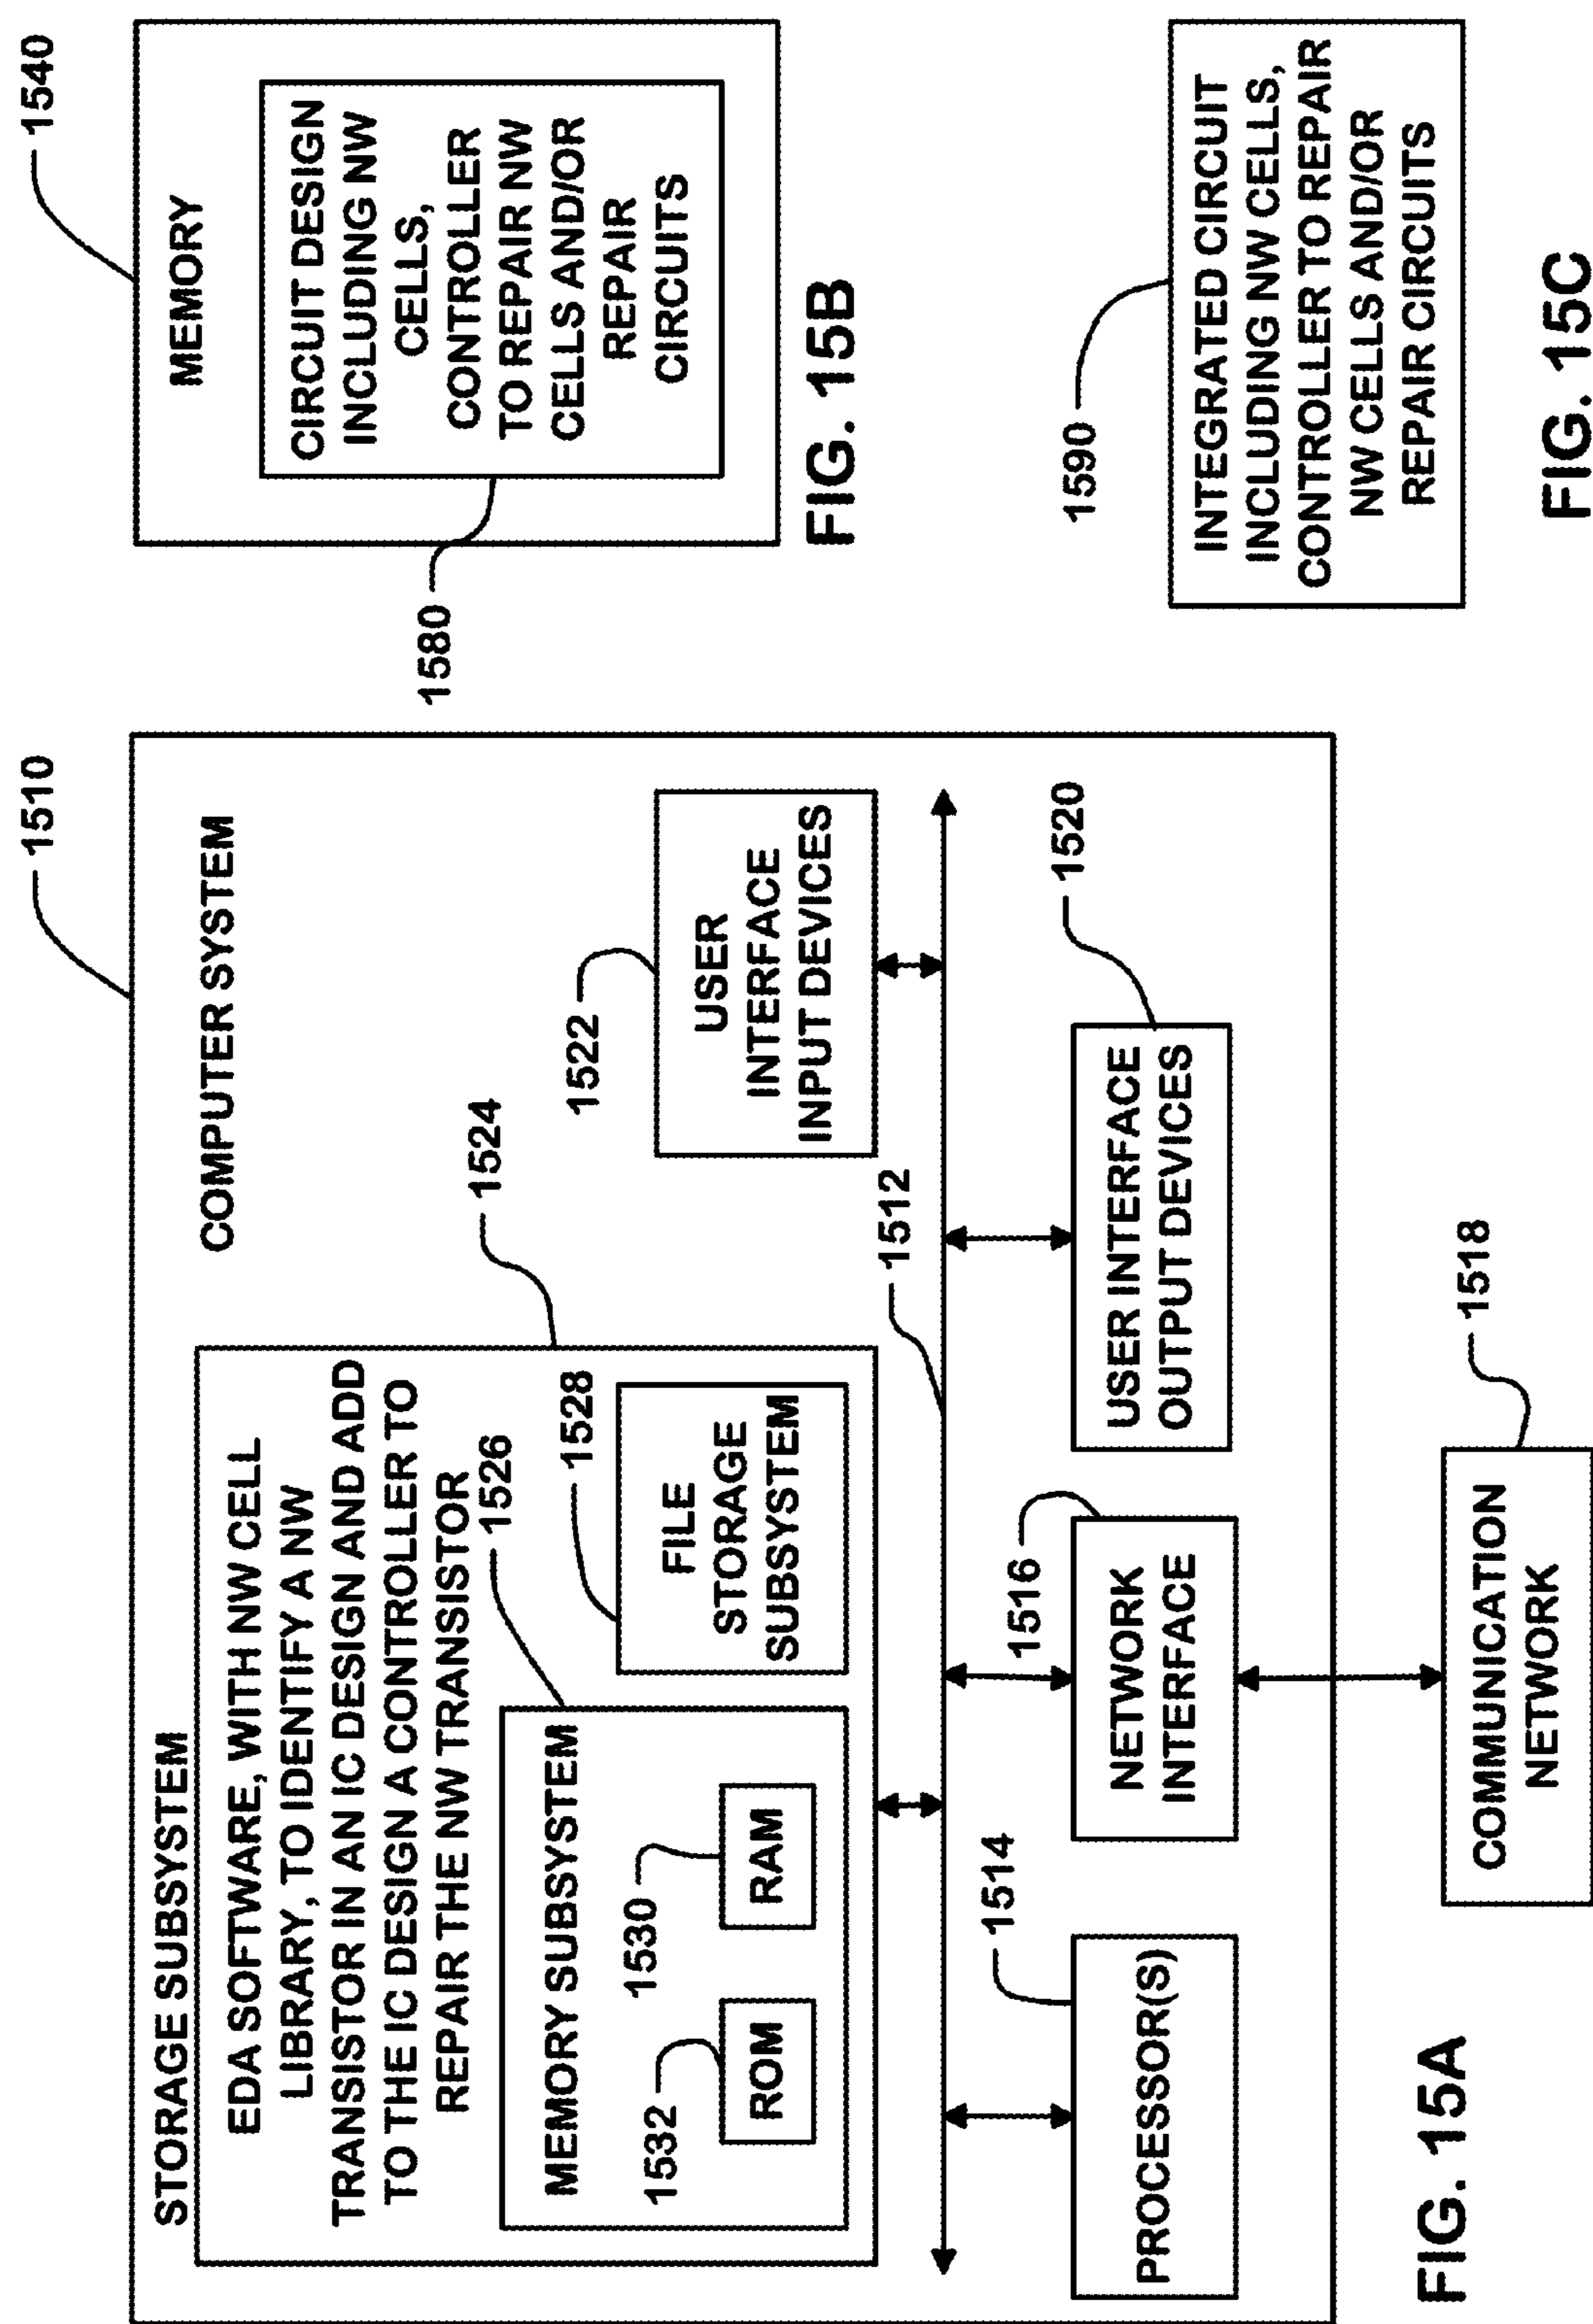 1510
COMPUTER SYSTEM
STORAGE SUBSYSTEM
1524
EDA SOFTWARE, WITH NW CELL
LIBRARY, TO IDENTIFY A NW
TRANSISTOR IN AN IC DESIGN AND ADD
TO THE IC DESIGN A CONTROLLER TO
REPAIR THE NW TRANSISTOR
1526
1528
MEMORY SUBSYSTEM
1532
1530
ROM
RAM
FILE
STORAGE
SUBSYSTEM
1522
USER
INTERFACE
INPUT DEVICES
1512
1514
PROCESSOR(S)
1516
NETWORK
INTERFACE
1520
USER INTERFACE
OUTPUT DEVICES
1518
COMMUNICATION
NETWORK
FIG. 15A
1540
MEMORY
CIRCUIT DESIGN
INCLUDING NW
CELLS,
CONTROLLER
TO REPAIR NW
CELLS AND/OR
REPAIR
CIRCUITS
1580
FIG. 15B
1590
INTEGRATED CIRCUIT
INCLUDING NW CELLS,
CONTROLLER TO REPAIR
NW CELLS AND/OR
REPAIR CIRCUITS
FIG. 15C